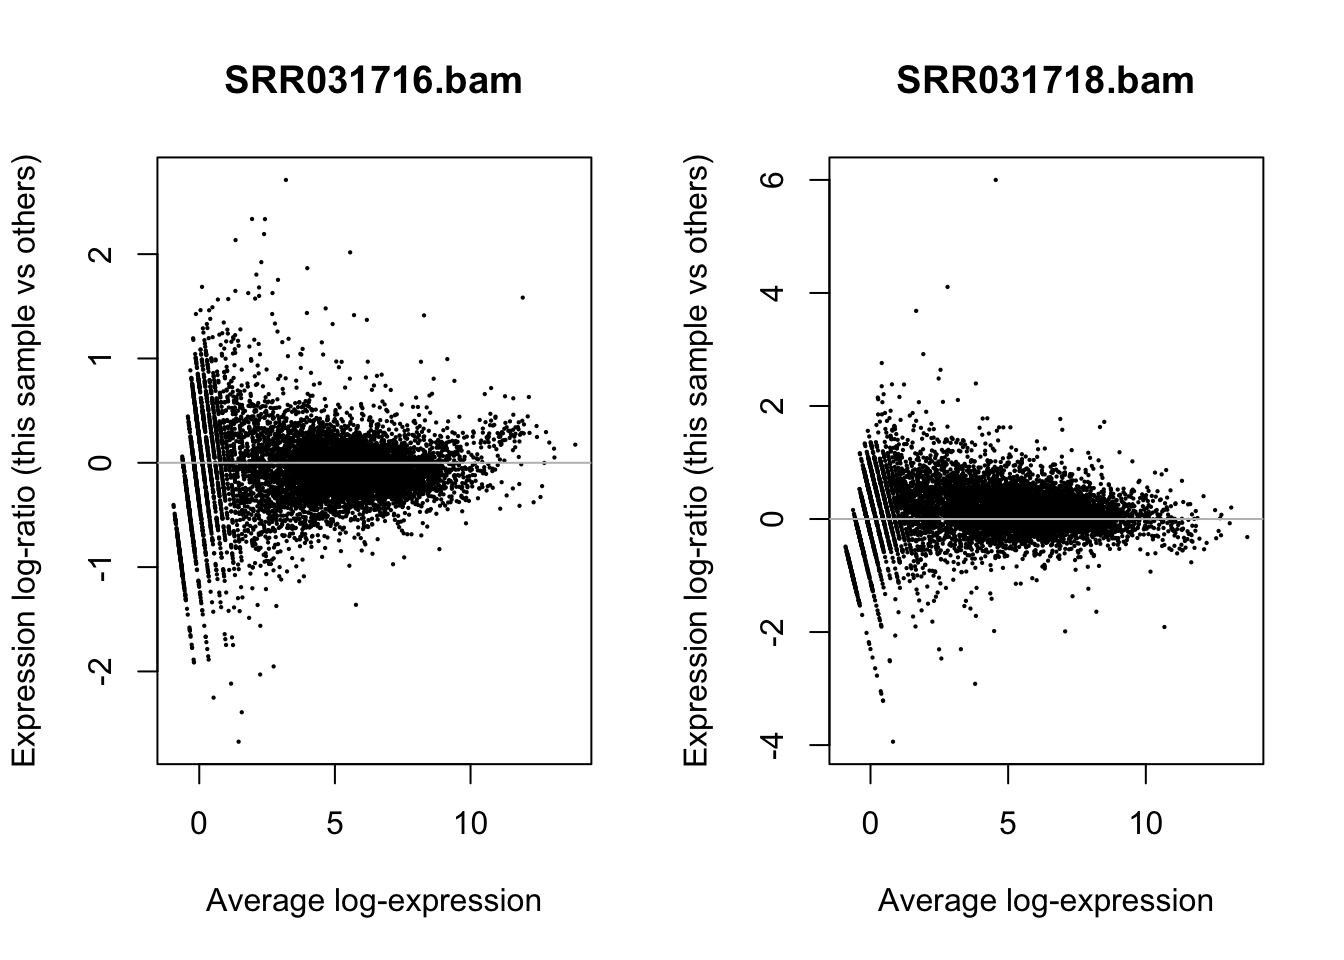 SRR031716.bam
Expression log-ratio (this sample vs others)
2
1
0
-1
-2
0 5 10
Average log-expression
SRR031718.bam
Expression log-ratio (this sample vs others)
6
4
2
0
-2
-4
0 5 10
Average log-expression